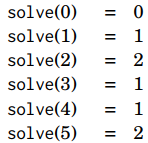 solve(0) = 0
solve(1) = 1
solve(2) = 2
solve(3) = 1
solve(4) = 1
solve(5) = 2